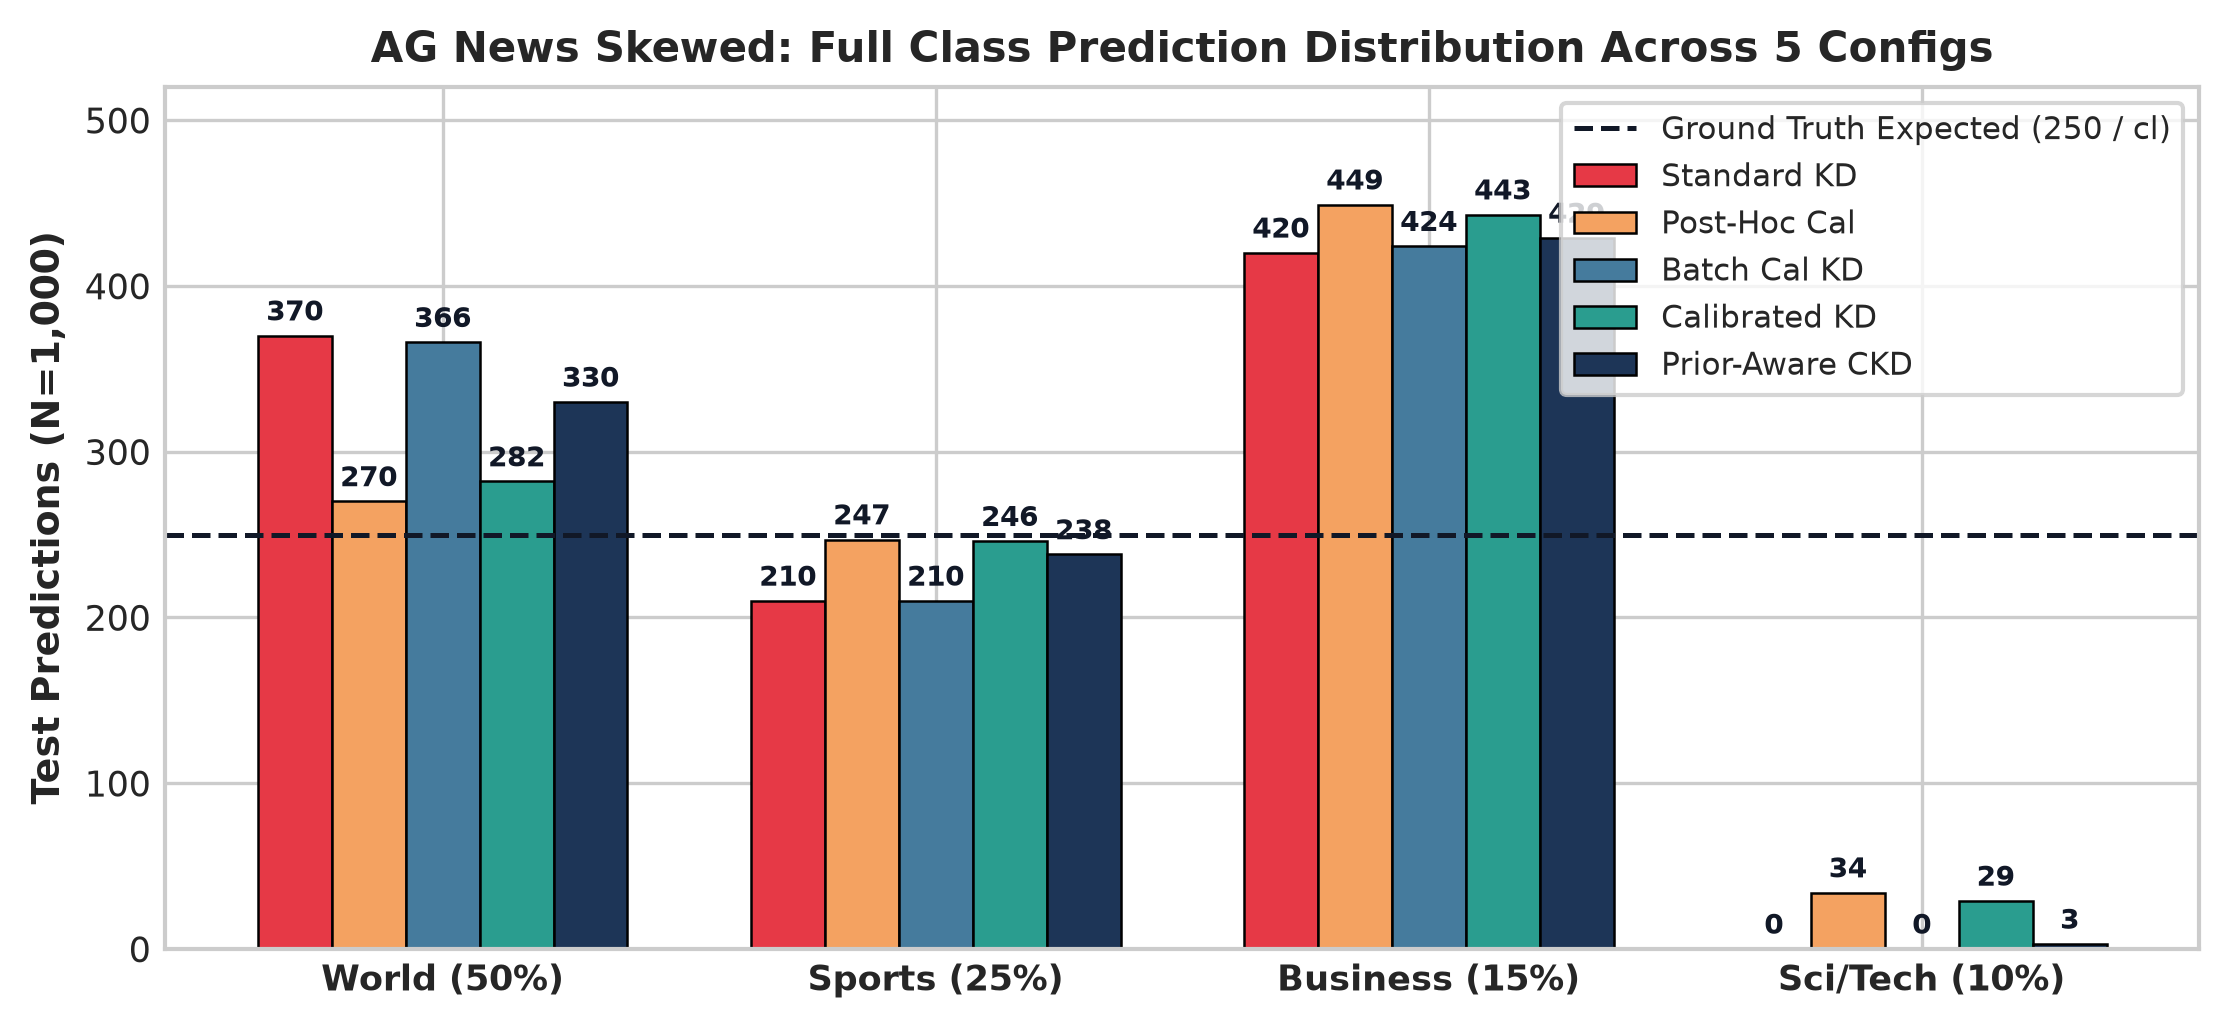 AG News Skewed: Full Class Prediction Distribution Across 5 Configs
Test Predictions (N=1,000)
500
400
300
200
100
0
Ground Truth Expected (250 / cl)
Standard KD
Post-Hoc Cal
Batch Cal KD
Calibrated KD
Prior-Aware CKD
370
270
366
282
330
210
247
210
246
238
420
449
424
443
429
0
34
0
29
3
World (50%)
Sports (25%)
Business (15%)
Sci/Tech (10%)